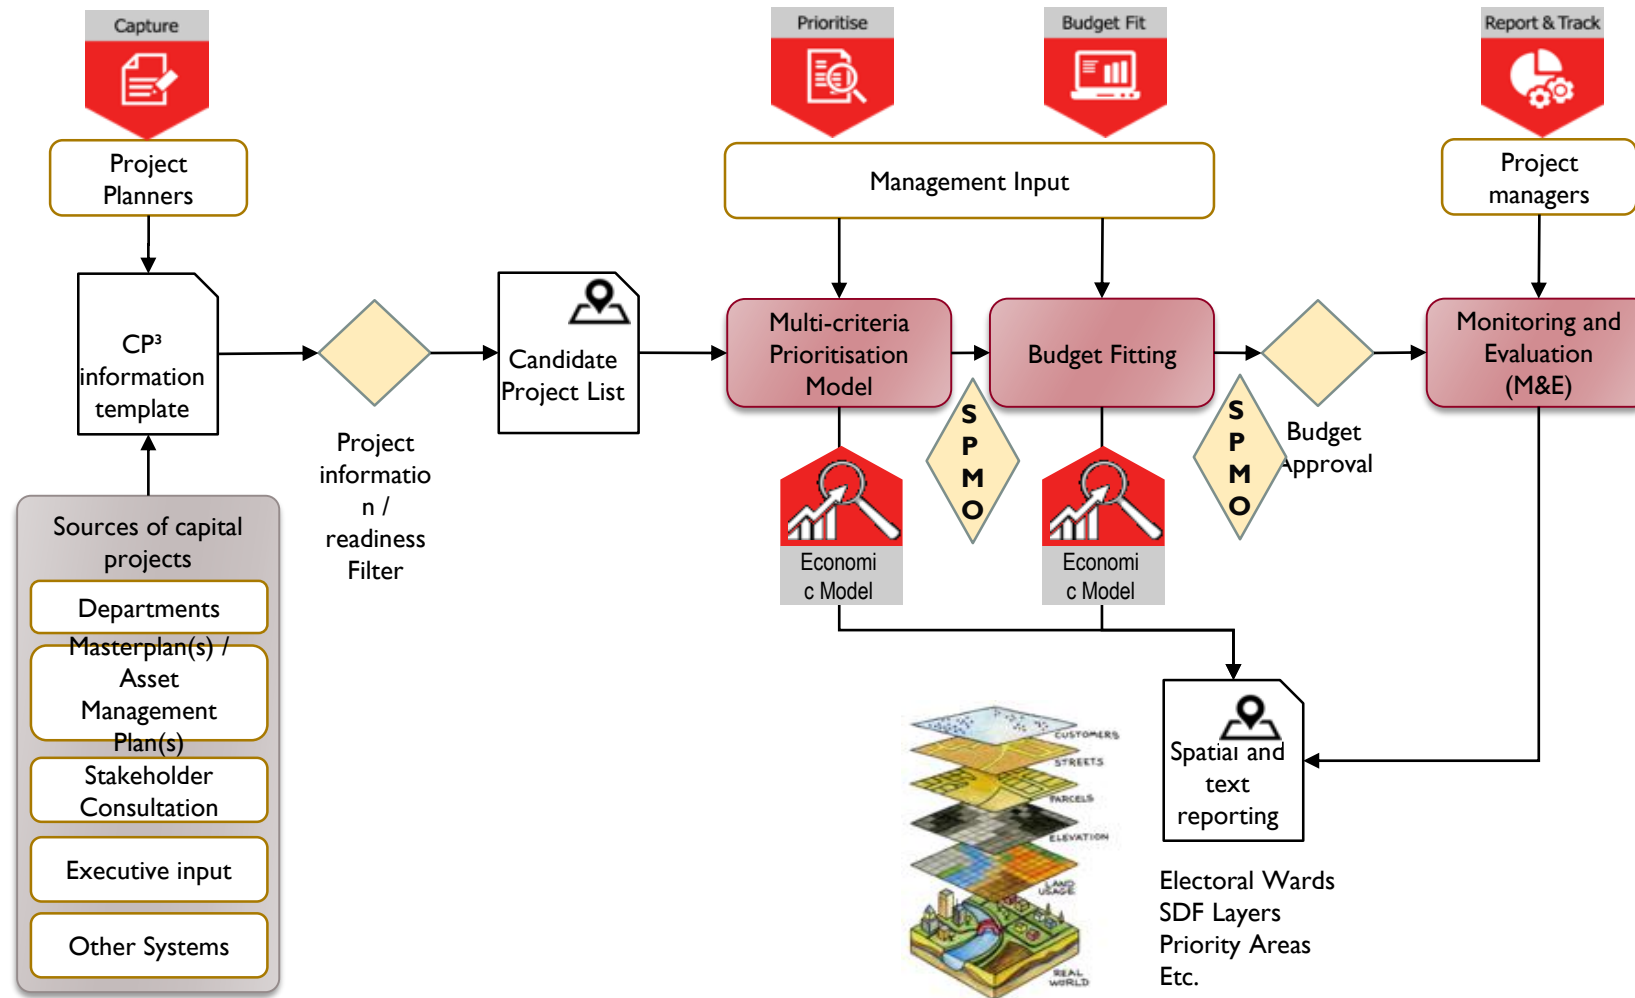 Capture
Prioritise
Budget Fit
Report & Track
Project
Planners
Management Input
Project
managers
CP³
information
template
Candidate
Project List
Multi-criteria
Prioritisation
Model
Budget Fitting
Monitoring and
Evaluation
(M&E)
Project
informatio
n /
readiness
Filter
S
P
M
O
S
P
M
O
Budget
Approval
Sources of capital
projects
Departments
Masterplan(s) /
Asset
Management
Plan(s)
Stakeholder
Consultation
Executive input
Other Systems
Economi
c Model
Economi
c Model
CUSTOMERS
STREETS
PARCELS
ELEVATION
LAND
USAGE
REAL
WORLD
Spatial and
text
reporting
Electoral Wards
SDF Layers
Priority Areas
Etc.